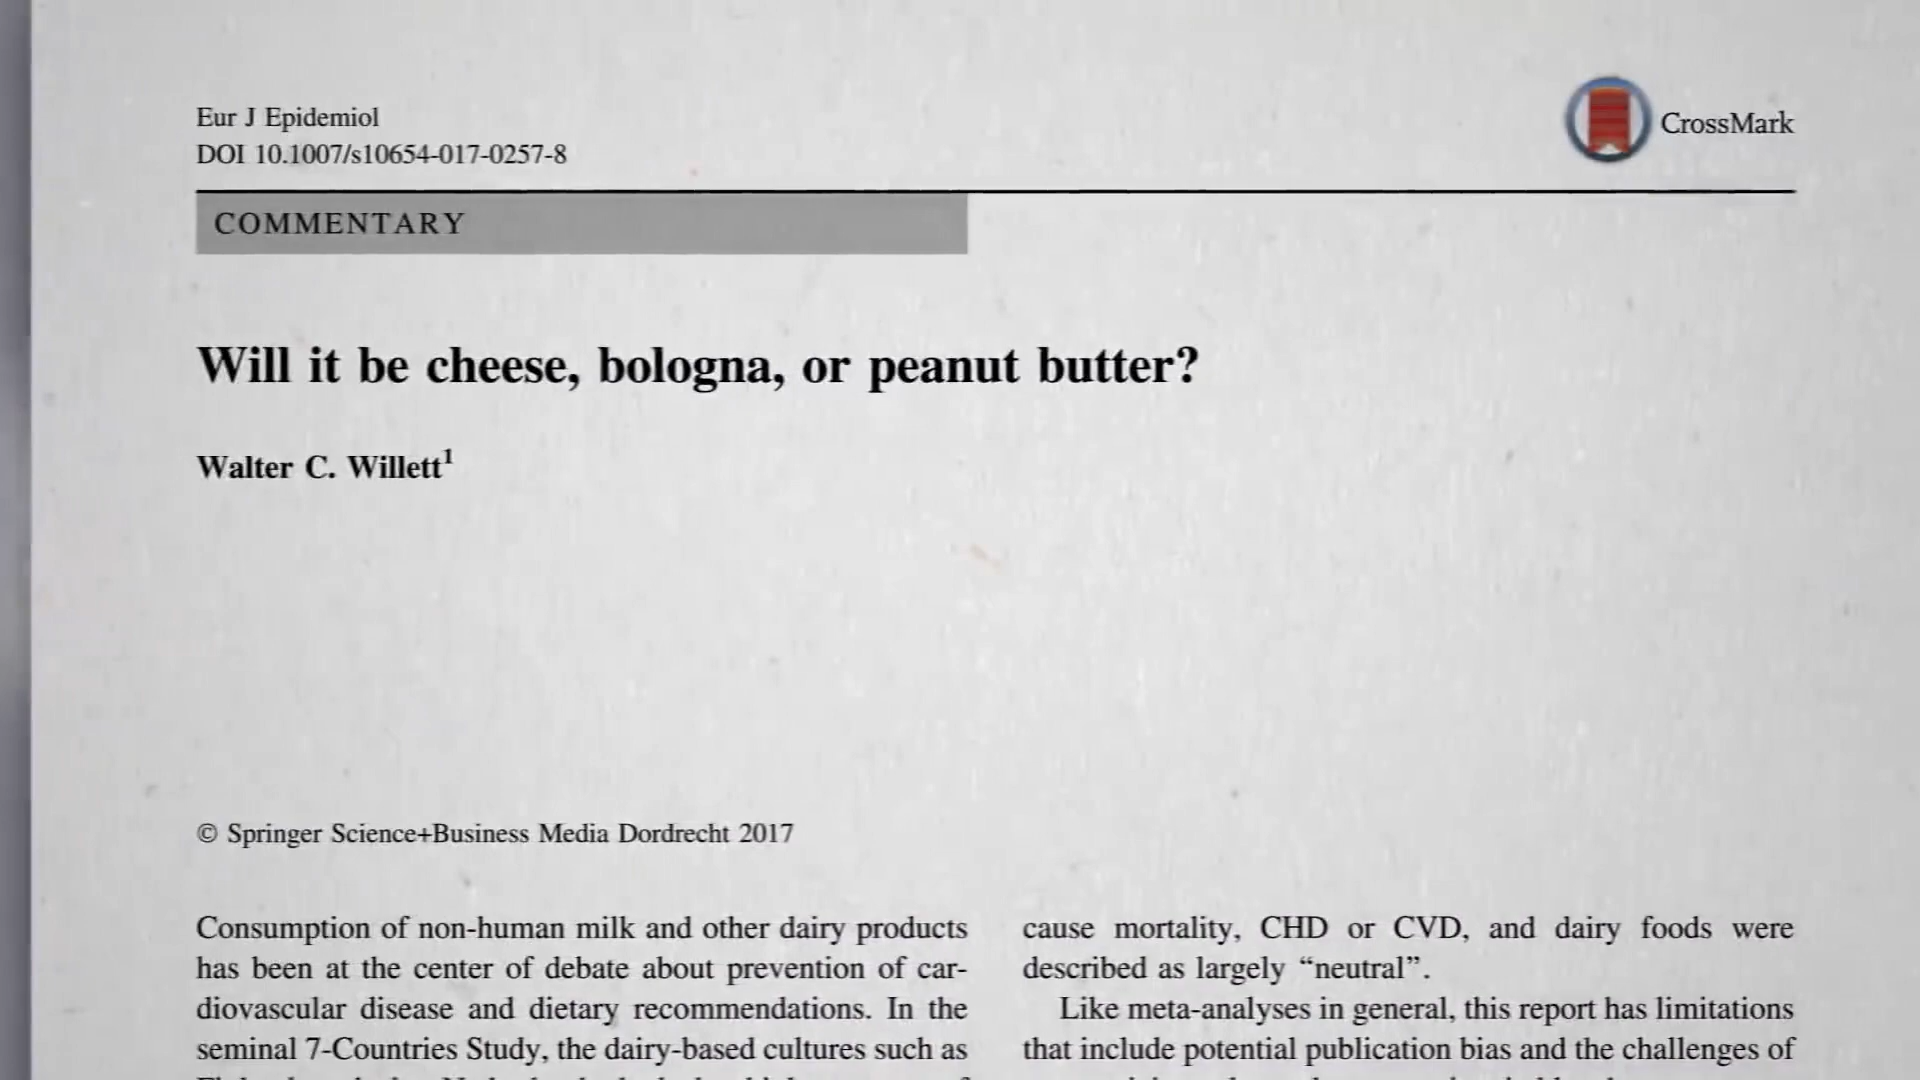 Eur J Epidemiol
DOI 10.1007/s10654-017-0257-8
CrossMark
COMMENTARY
Will it be cheese, bologna, or peanut butter?
Walter C. Willett¹
© Springer Science+Business Media Dordrecht 2017
Consumption of non-human milk and other dairy products
has been at the center of debate about prevention of car-
diovascular disease and dietary recommendations. In the
seminal 7-Countries Study, the dairy-based cultures such as
cause mortality, CHD or CVD, and dairy foods were
described as largely “neutral”.
Like meta-analyses in general, this report has limitations
that include potential publication bias and the challenges of